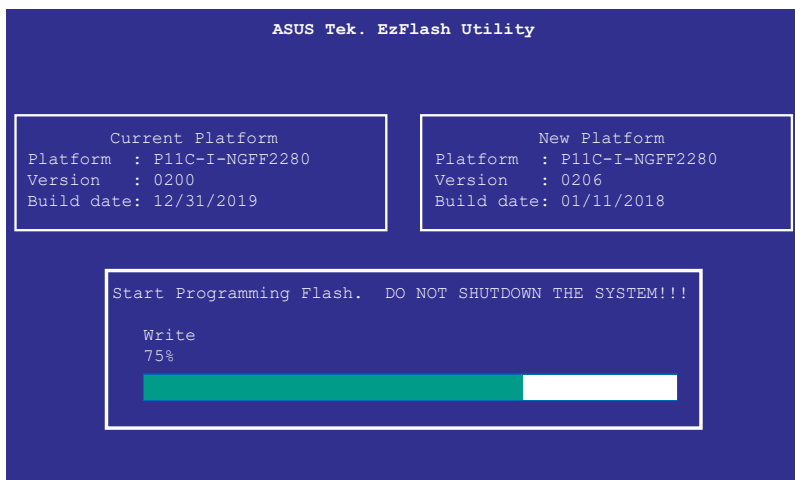 ASUS Tek. EzFlash Utility
Current Platform
Platform : P11C-I-NGFF2280
Version : 0200
Build date: 12/31/2019
New Platform
Platform : P11C-I-NGFF2280
Version : 0206
Build date: 01/11/2018
Start Programming Flash. DO NOT SHUTDOWN THE SYSTEM!!!
Write
75%